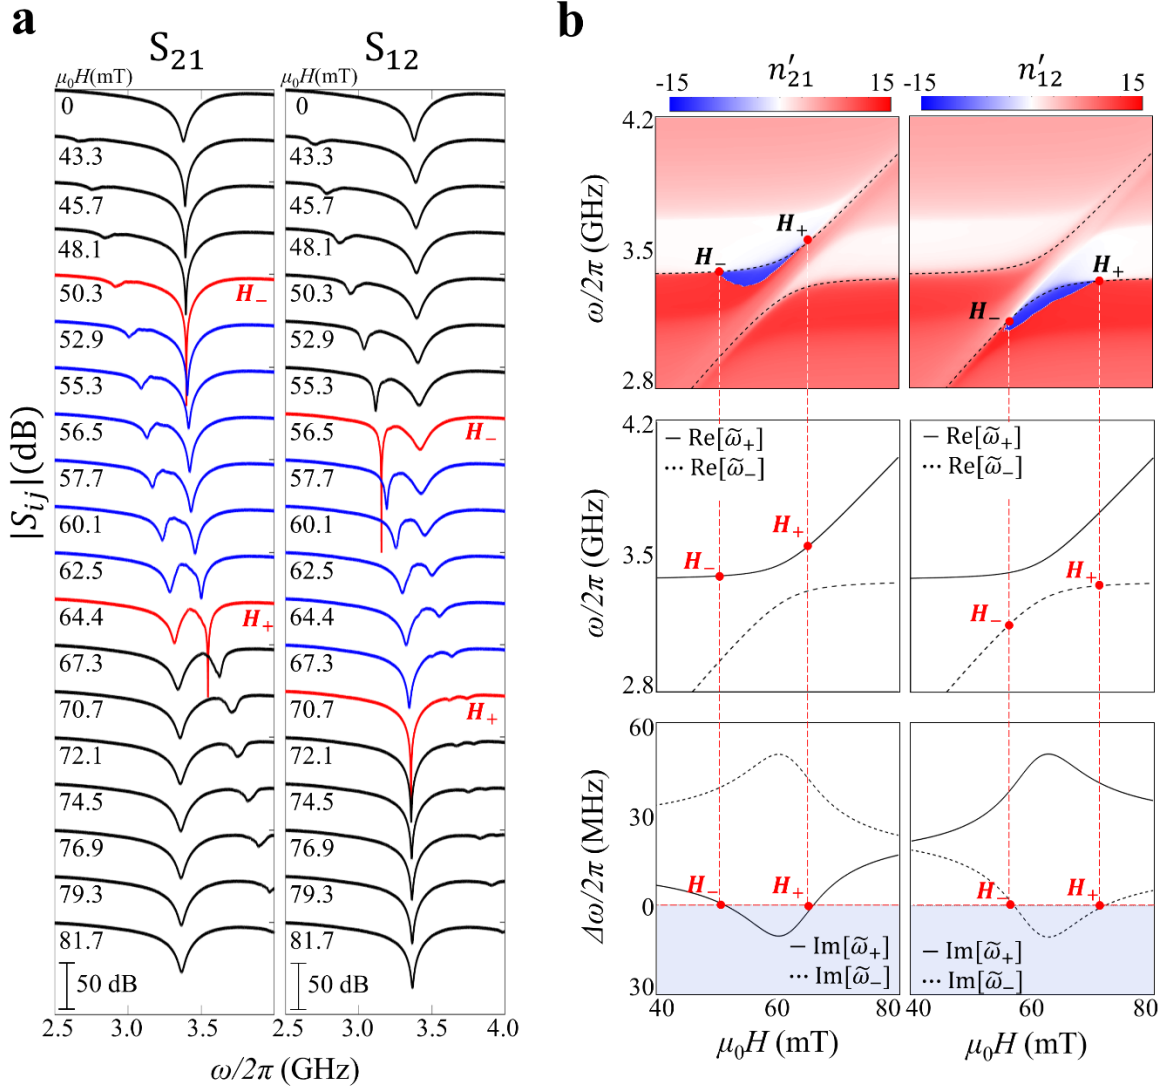 a
S₂₁
S₁₂
μ₀H(mT)
0
43.3
45.7
48.1
50.3
H₋
52.9
55.3
56.5
57.7
60.1
62.5
64.4
H₊
67.3
70.7
72.1
74.5
76.9
79.3
81.7
50 dB
μ₀H(mT)
0
43.3
45.7
48.1
50.3
52.9
55.3
56.5
H₋
57.7
60.1
62.5
64.4
67.3
70.7
H₊
72.1
74.5
76.9
79.3
81.7
50 dB
|Sᵢⱼ|(dB)
2.5 3.0 3.5 2.5 3.0 3.5 4.0
ω/2π (GHz)
b
-15 n′₂₁ 15
-15 n′₁₂ 15
4.2
3.5
2.8
ω/2π (GHz)
H₋
H₊
H₋
H₊
4.2
3.5
2.8
ω/2π (GHz)
─ Re[ω̃₊]
··· Re[ω̃₋]
H₋
H₊
─ Re[ω̃₊]
··· Re[ω̃₋]
H₋
H₊
60
30
0
30
Δω/2π (MHz)
H₋
H₊
─ Im[ω̃₊]
··· Im[ω̃₋]
H₋
H₊
─ Im[ω̃₊]
··· Im[ω̃₋]
40 60 80 40 60 80
μ₀H (mT)
μ₀H (mT)